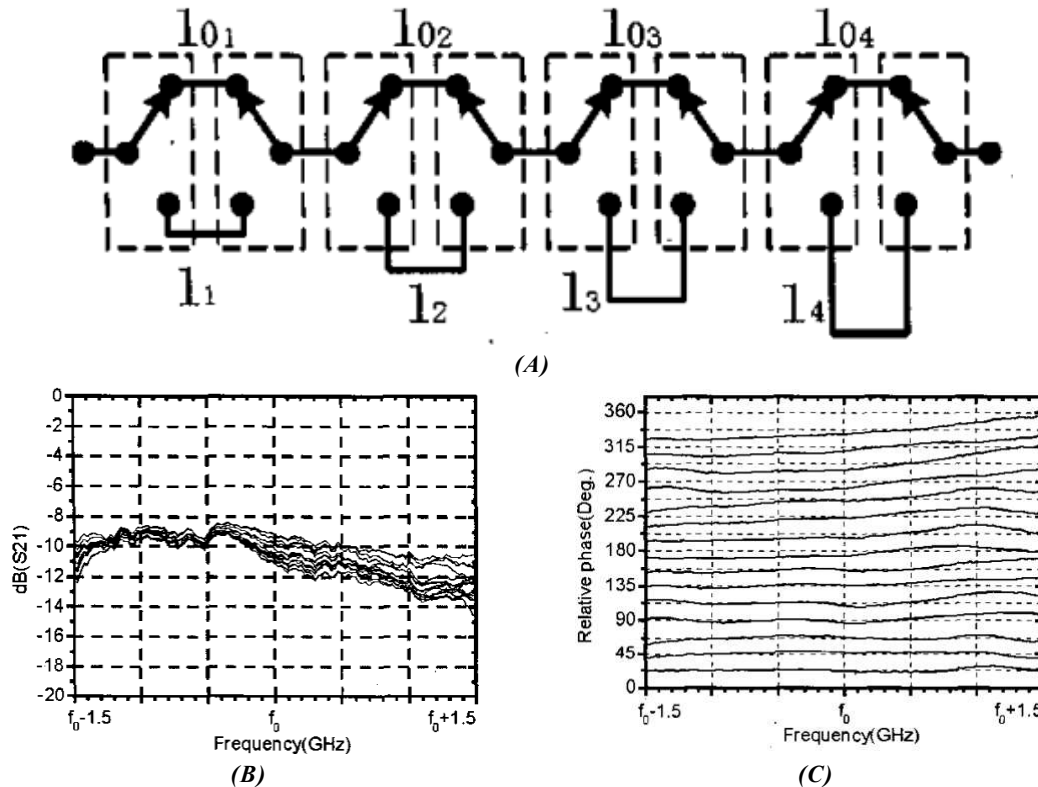 l01 l02 l03 l04
l1 l2 l3 l4
(A)
0
-2
-4
-6
-8
-10
-12
-14
-16
-18
-20
dB(S21)
f0-1.5 f0 f0+1.5
Frequency(GHz)
(B)
360
315
270
225
180
135
90
45
0
Relative phase(Deg.)
f0-1.5 f0 f0+1.5
Frequency(GHz)
(C)